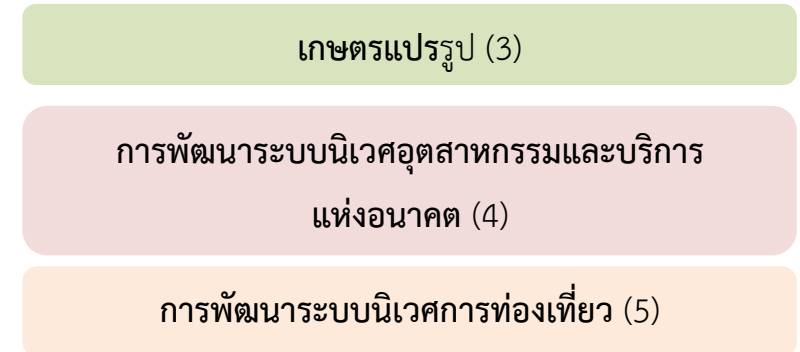 เกษตรแปรรูป (3)
การพัฒนาระบบนิเวศอุตสาหกรรมและบริการ
แห่งอนาคต (4)
การพัฒนาระบบนิเวศการท่องเที่ยว (5)